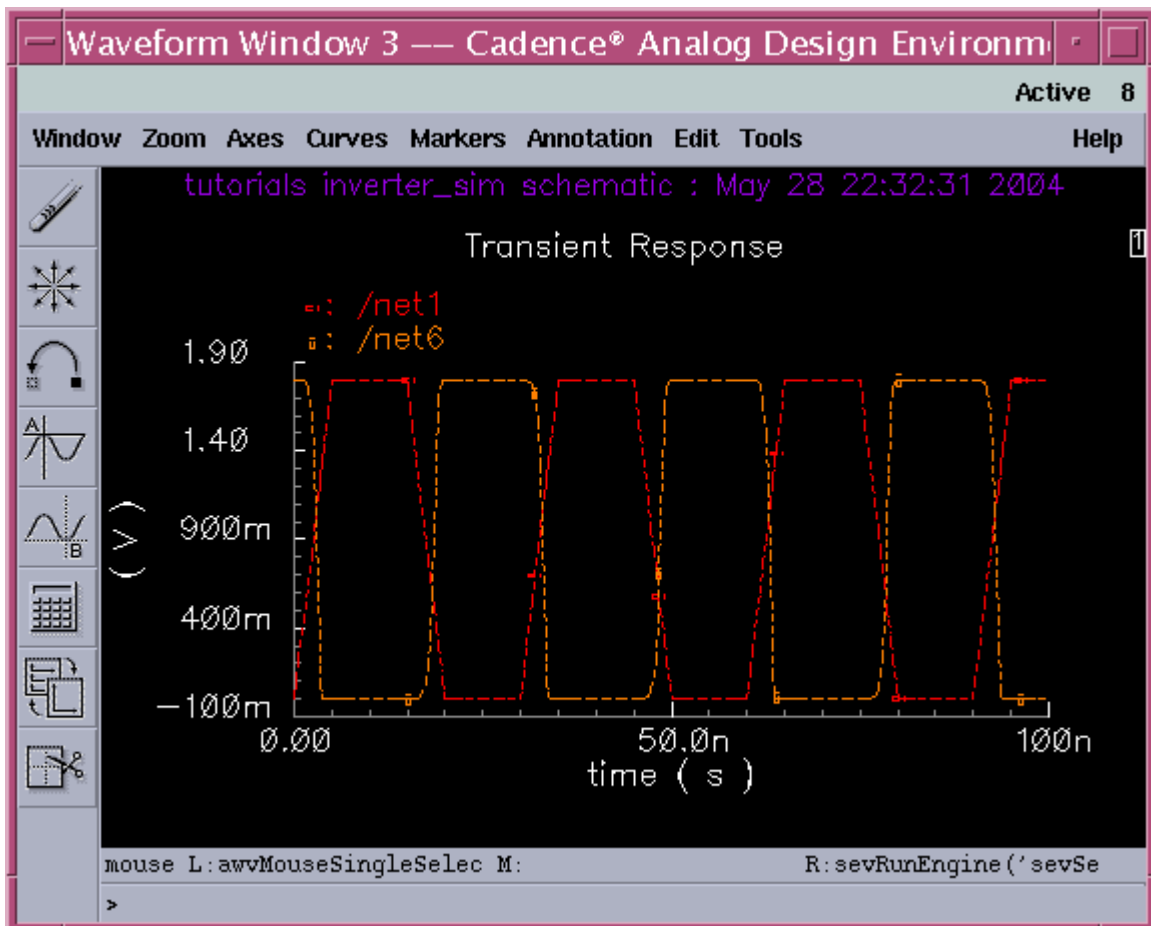 Waveform Window 3 — Cadence® Analog Design Environm
Active 8
Window Zoom Axes Curves Markers Annotation Edit Tools Help
tutorials inverter_sim schematic : May 28 22:32:31 2004
Transient Response
1
: /net1
: /net6
1.90
1.40
900m
400m
-100m
(V)
A
B
0.00 50.0n 100n
time ( s )
mouse L:awvMouseSingleSelec M: R:sevRunEngine('sevSe
>